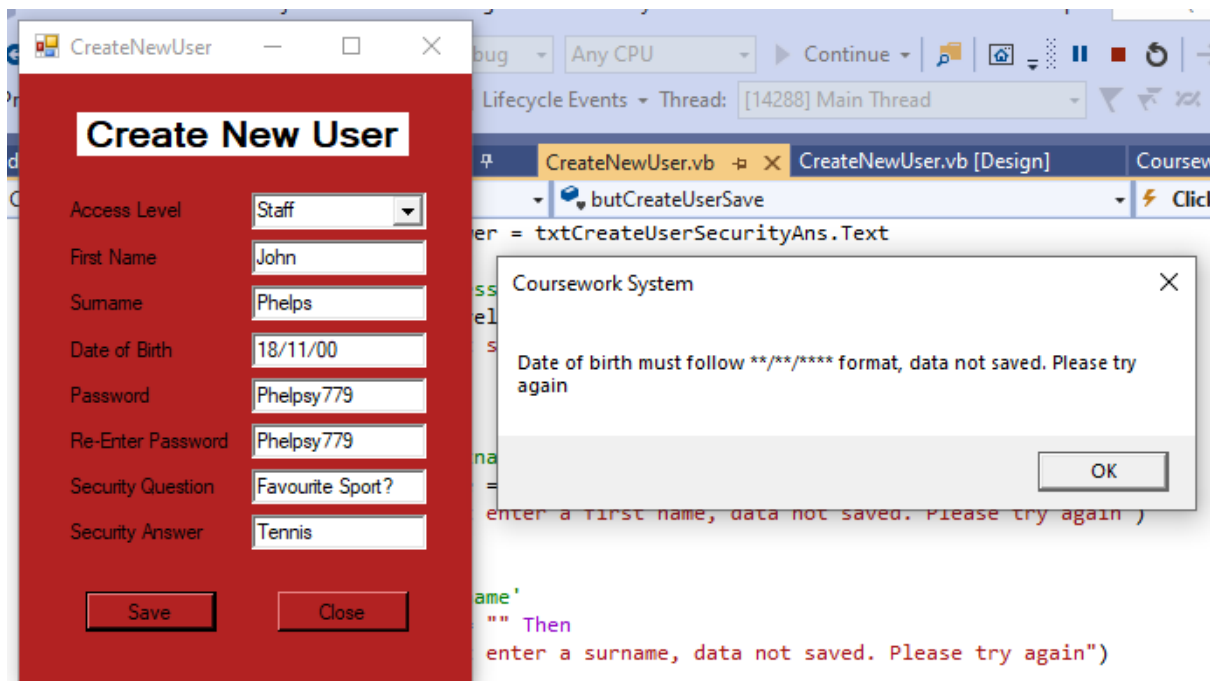 CreateNewUser
bug Any CPU Continue
Lifecycle Events Thread: [14288] Main Thread
CreateNewUser.vb CreateNewUser.vb [Design] Coursew
butCreateUserSave Clic
Create New User
Access Level Staff
First Name John
Surname Phelps
Date of Birth 18/11/00
Password Phelpsy779
Re-Enter Password Phelpsy779
Security Question Favourite Sport?
Security Answer Tennis
Save Close
er = txtCreateUserSecurityAns.Text
Coursework System
Date of birth must follow **/**/**** format, data not saved. Please try
again
OK
enter a first name, data not saved. Please try again")
ame'
"" Then
enter a surname, data not saved. Please try again")